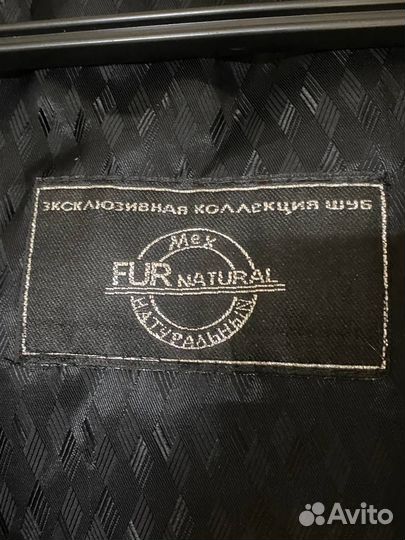 ЭКСКЛЮЗИВНАЯ КОЛЛЕКЦИЯ ШУБ
Мех
FUR NATURAL
НАТУРАЛЬНЫЙ
Avito